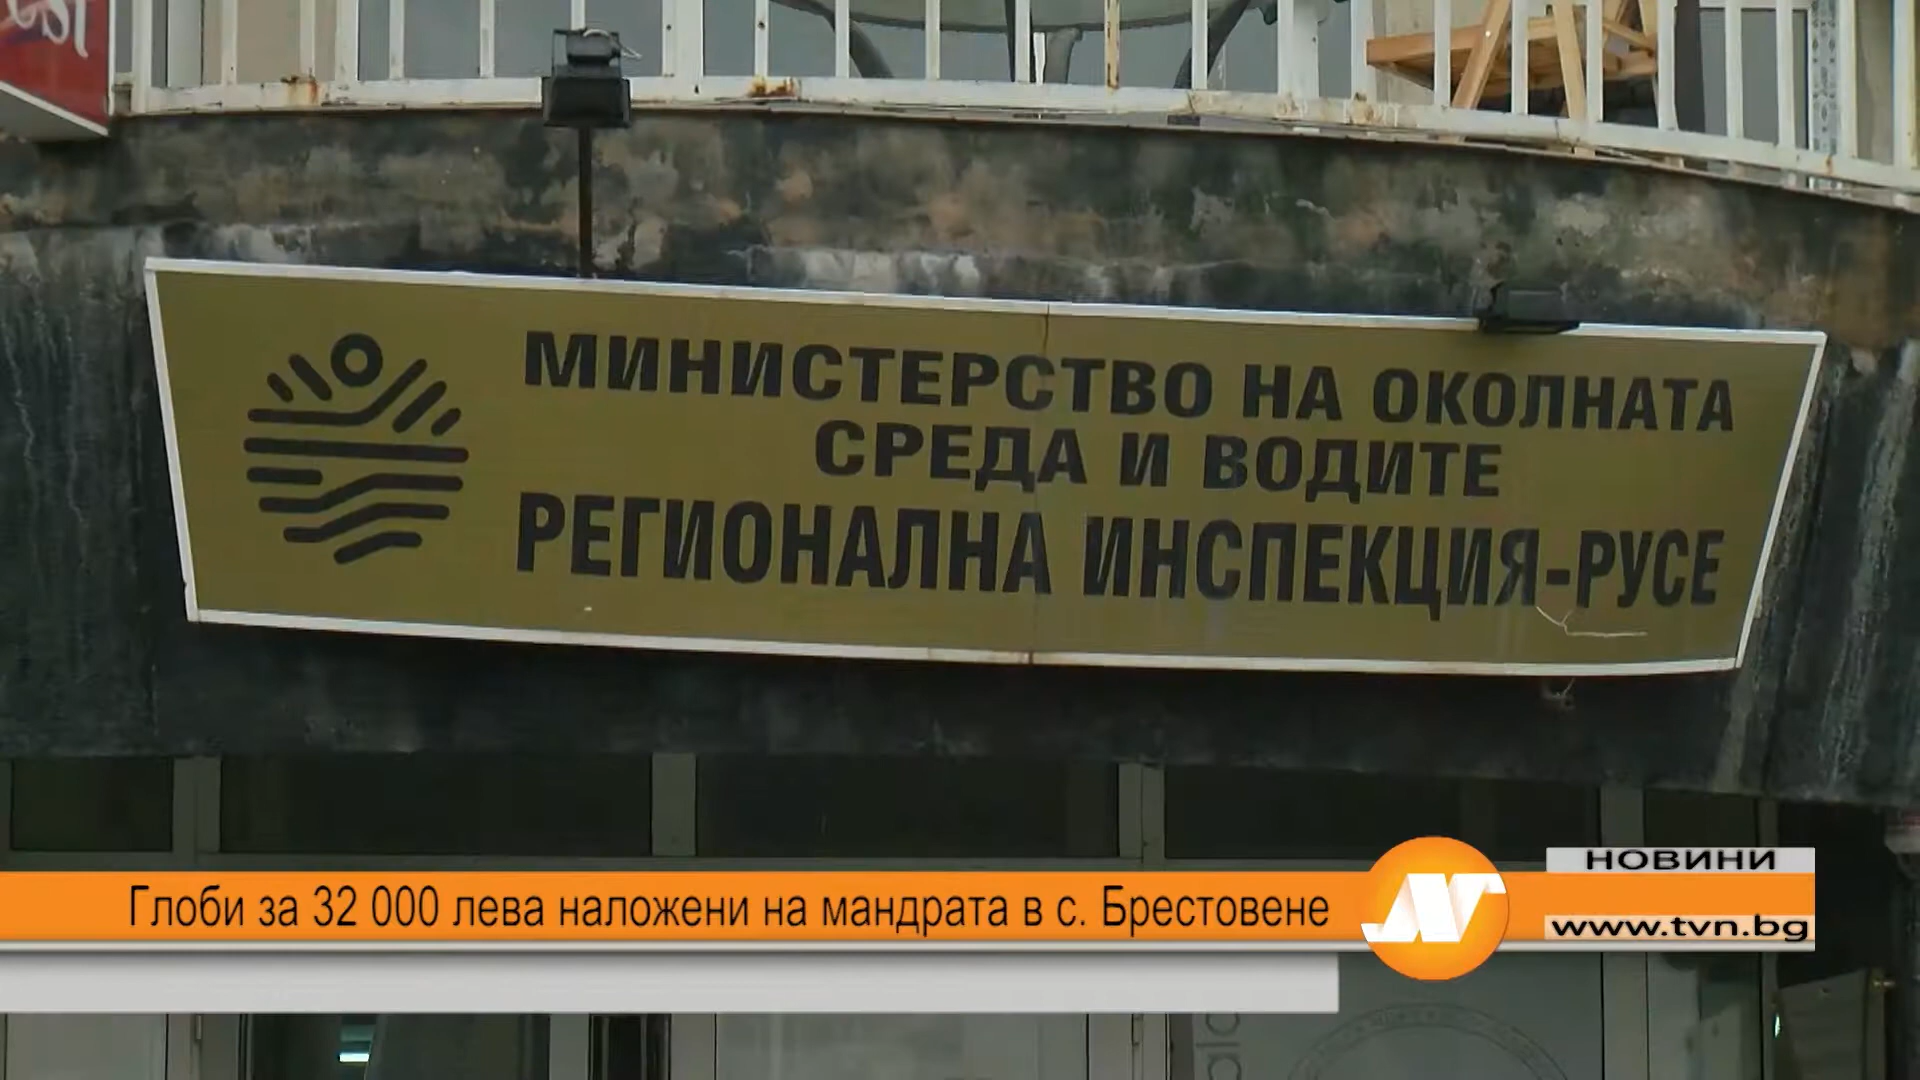 МИНИСТЕРСТВО НА ОКОЛНАТА
СРЕДА И ВОДИТЕ
РЕГИОНАЛНА ИНСПЕКЦИЯ-РУСЕ
Глоби за 32 000 лева наложени на мандрата в с. Брестовене
НОВИНИ
www.tvn.bg